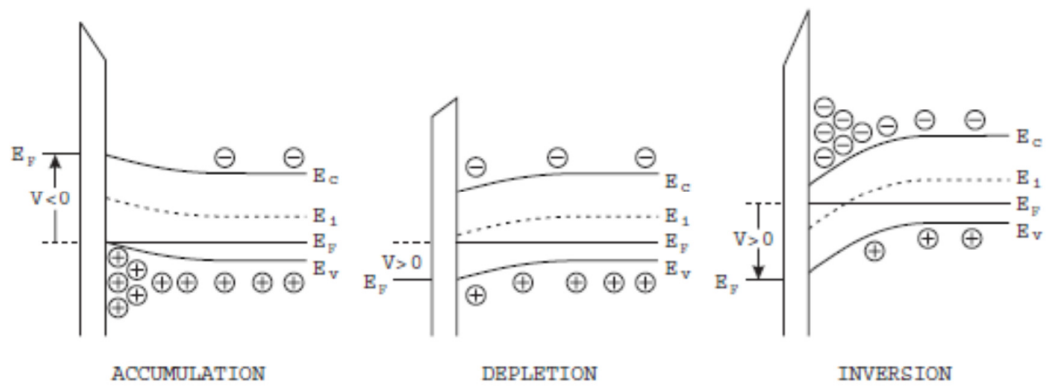 E_F
V<0
E_c
E_i
E_F
E_v
ACCUMULATION
V>0
E_F
E_c
E_i
E_F
E_v
DEPLETION
V>0
E_F
E_c
E_i
E_F
E_v
INVERSION